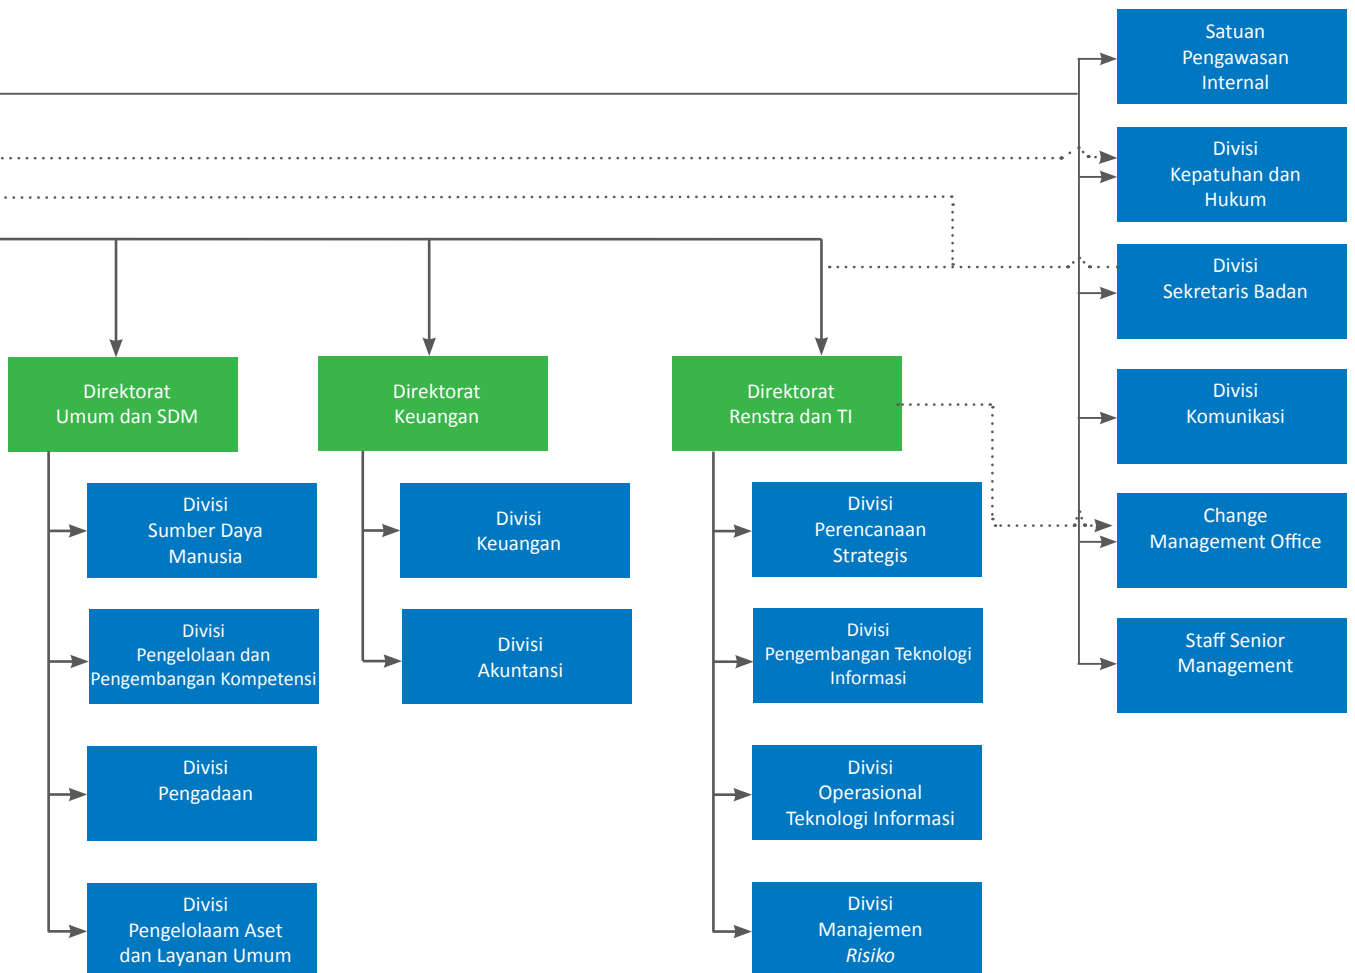 Satuan
Pengawasan
Internal
Divisi
Kepatuhan dan
Hukum
Divisi
Sekretaris Badan
Divisi
Komunikasi
Change
Management Office
Staff Senior
Management
Direktorat
Umum dan SDM
Divisi
Sumber Daya
Manusia
Divisi
Pengelolaan dan
Pengembangan Kompetensi
Divisi
Pengadaan
Divisi
Pengelolaam Aset
dan Layanan Umum
Direktorat
Keuangan
Divisi
Keuangan
Divisi
Akuntansi
Direktorat
Renstra dan TI
Divisi
Perencanaan
Strategis
Divisi
Pengembangan Teknologi
Informasi
Divisi
Operasional
Teknologi Informasi
Divisi
Manajemen
Risiko